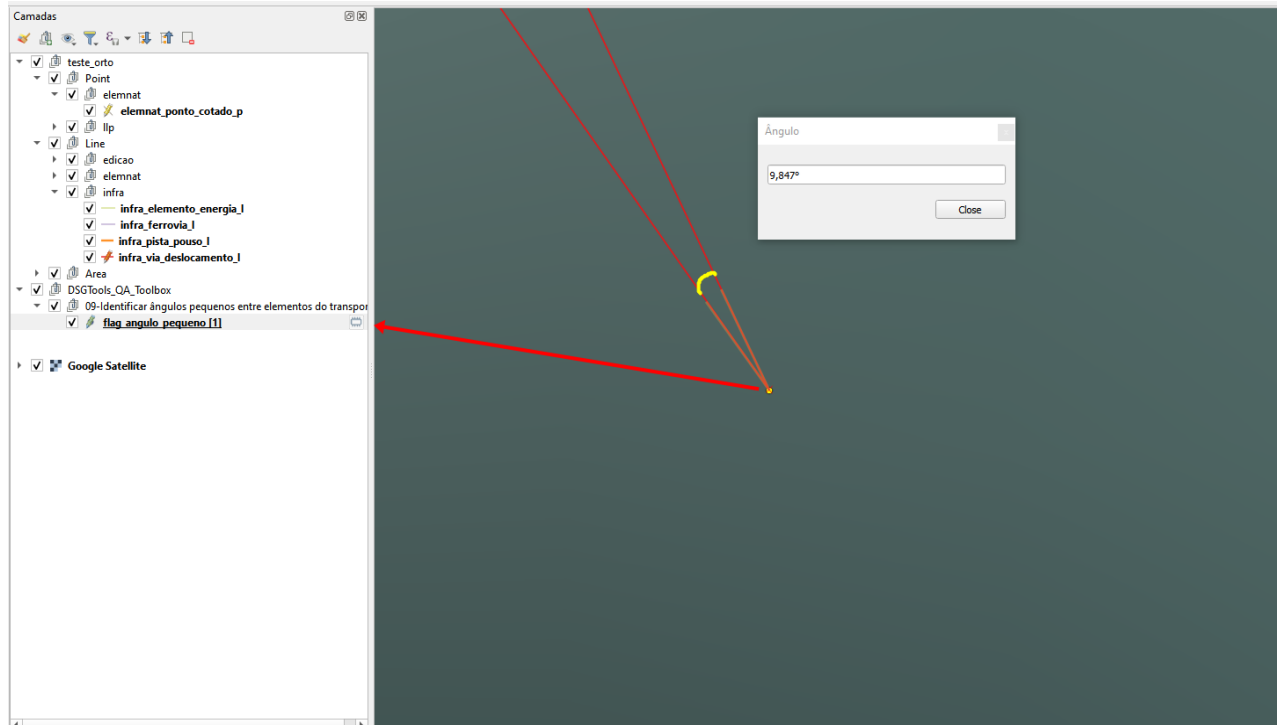 Camadas
teste_orto
Point
elemnat
elemnat_ponto_cotado_p
llp
Line
edicao
elemnat
infra
infra_elemento_energia_l
infra_ferrovia_l
infra_pista_pouso_l
infra_via_deslocamento_l
Area
DSGTools_QA_Toolbox
09-Identificar ângulos pequenos entre elementos do transpor
flag_angulo_pequeno [1]
Google Satellite
Ângulo
9,847°
Close